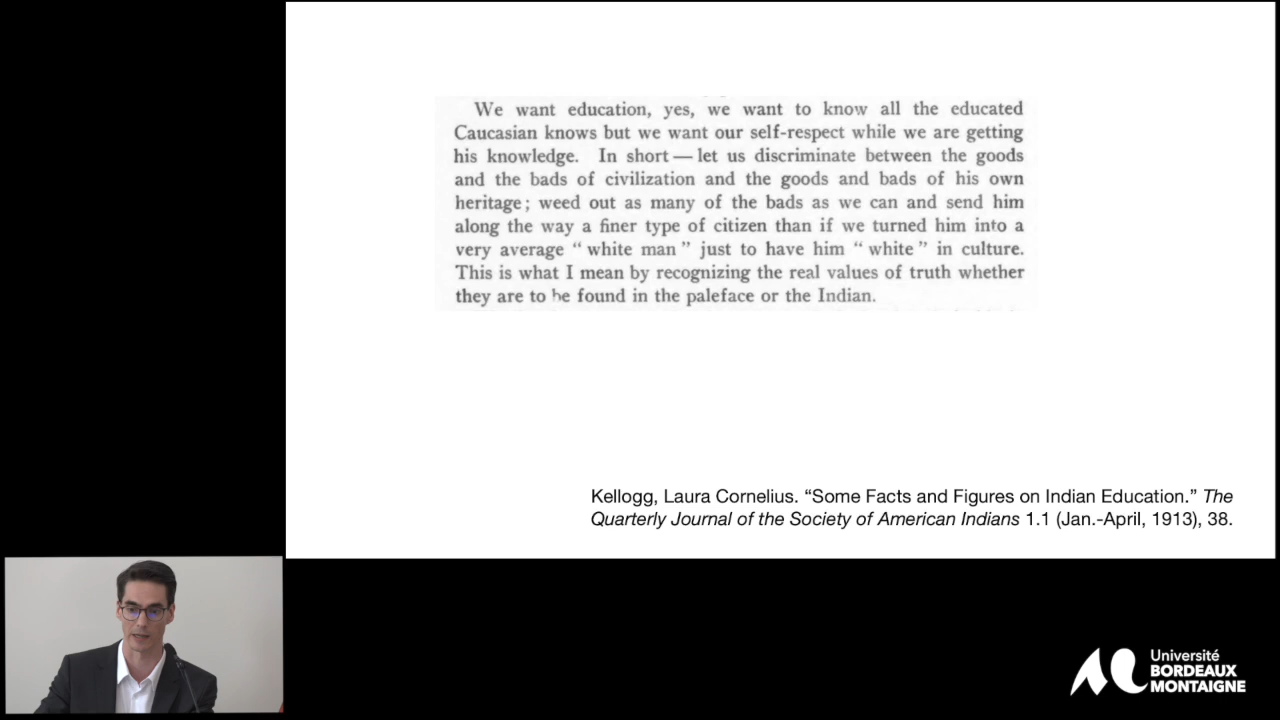 We want education, yes, we want to know all the educated
Caucasian knows but we want our self-respect while we are getting
his knowledge. In short — let us discriminate between the goods
and the bads of civilization and the goods and bads of his own
heritage; weed out as many of the bads as we can and send him
along the way a finer type of citizen than if we turned him into a
very average “ white man ” just to have him “ white ” in culture.
This is what I mean by recognizing the real values of truth whether
they are to be found in the paleface or the Indian.
Kellogg, Laura Cornelius. “Some Facts and Figures on Indian Education.” The
Quarterly Journal of the Society of American Indians 1.1 (Jan.-April, 1913), 38.
Université
BORDEAUX
MONTAIGNE